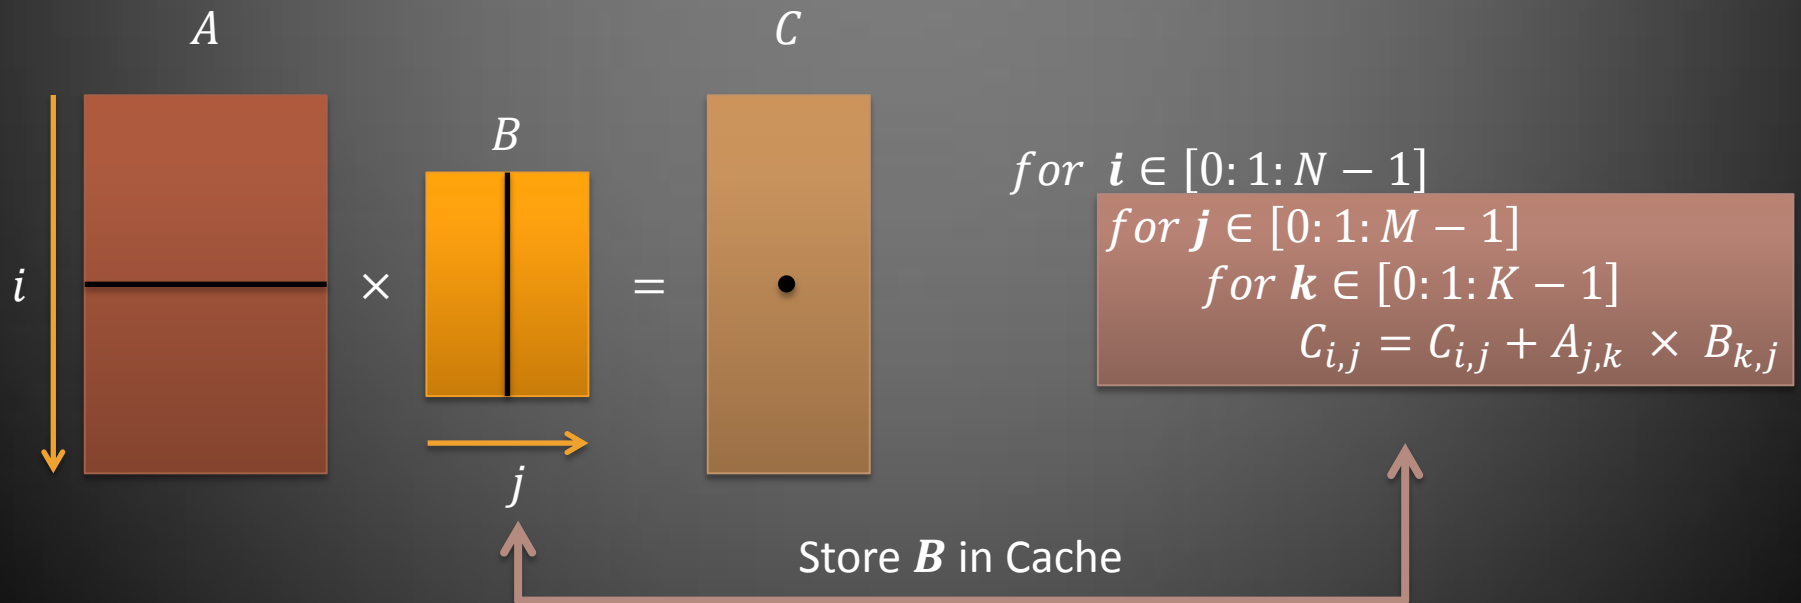 A
C
B
i
×
=
j
for i ∈ [0: 1: N − 1]
for j ∈ [0: 1: M − 1]
for k ∈ [0: 1: K − 1]
C_{i,j} = C_{i,j} + A_{j,k} × B_{k,j}
Store B in Cache